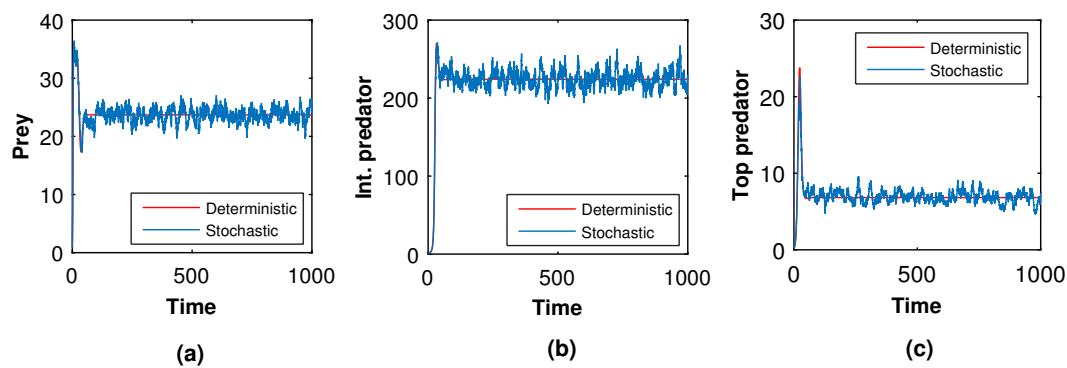 40
30
20
10
0
Prey
Deterministic
Stochastic
0
500
1000
Time
(a)
300
200
100
0
Int. predator
Deterministic
Stochastic
0
500
1000
Time
(b)
30
20
10
0
Top predator
Deterministic
Stochastic
0
500
1000
Time
(c)